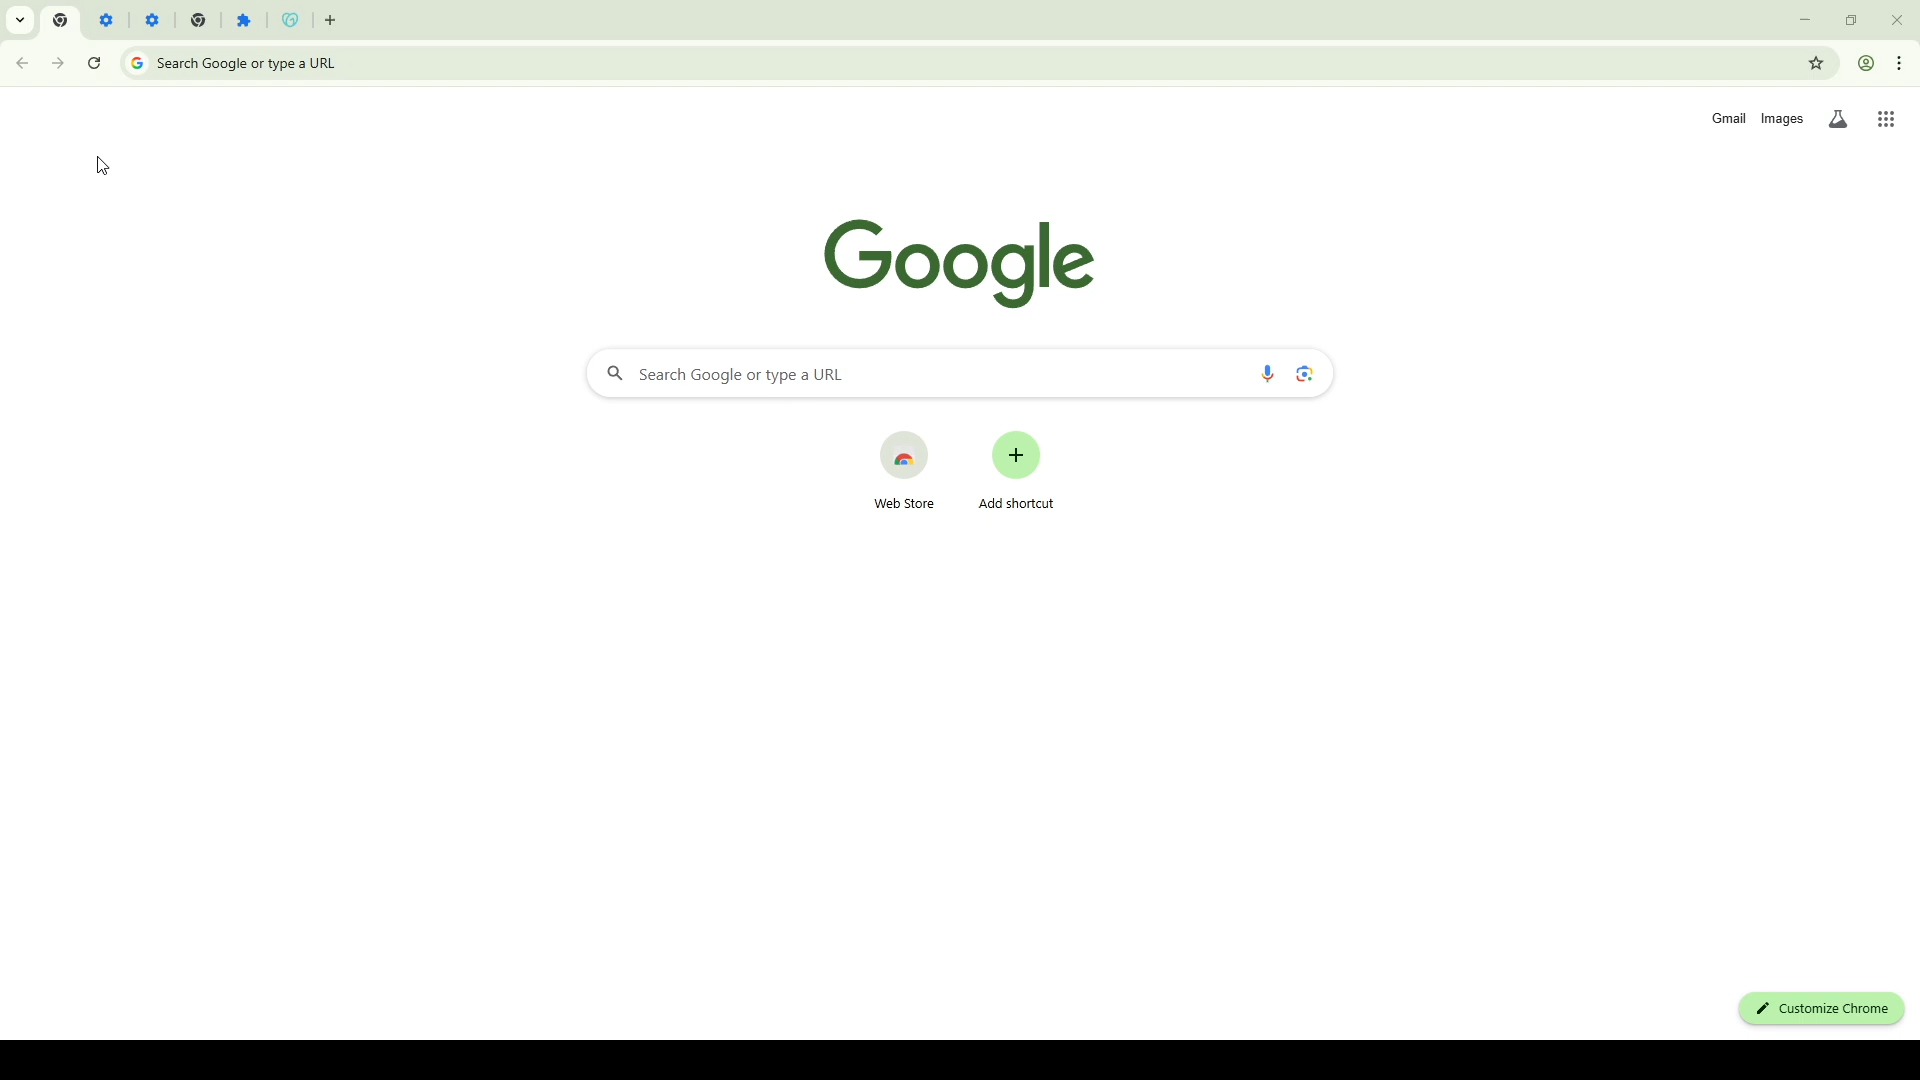 Search Google or type a URL
Gmail Images
Google
Search Google or type a URL
Web Store
Add shortcut
Customize Chrome